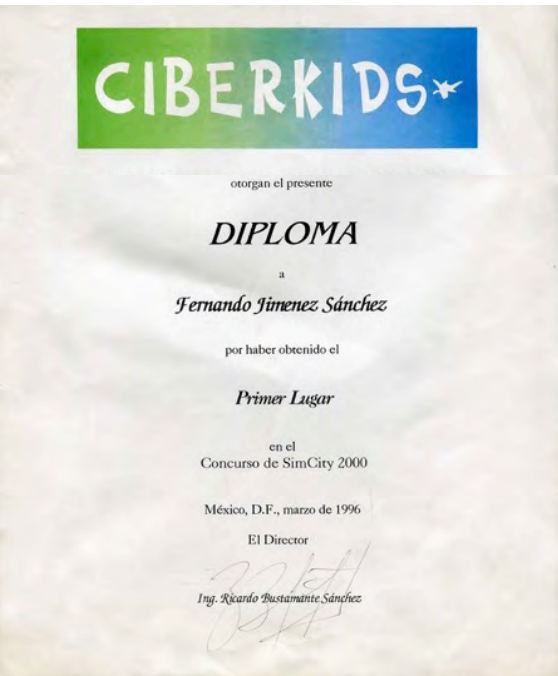 CIBERKIDS
otorgan el presente
DIPLOMA
a
Fernando Jimenez Sánchez
por haber obtenido el
Primer Lugar
en el
Concurso de SimCity 2000
México, D.F., marzo de 1996
El Director
Ing. Ricardo Bustamante Sánchez